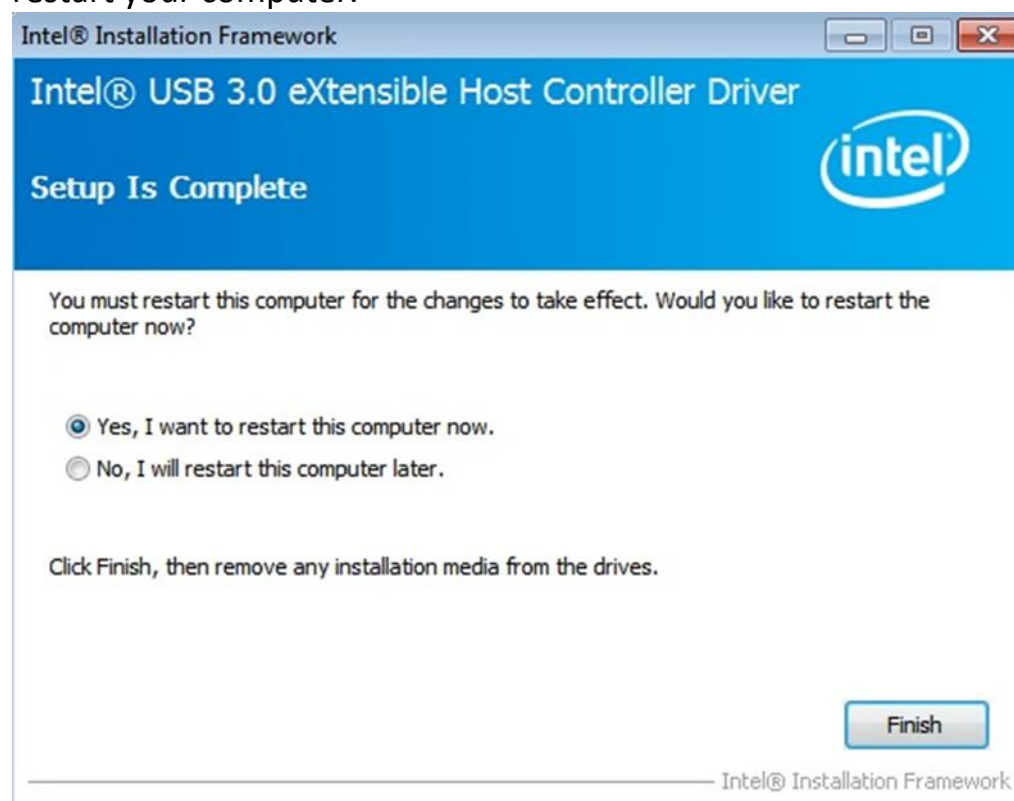 restart your computer.
Intel® Installation Framework
Intel® USB 3.0 eXtensible Host Controller Driver
intel
Setup Is Complete
You must restart this computer for the changes to take effect. Would you like to restart the
computer now?
Yes, I want to restart this computer now.
No, I will restart this computer later.
Click Finish, then remove any installation media from the drives.
Finish
Intel® Installation Framework